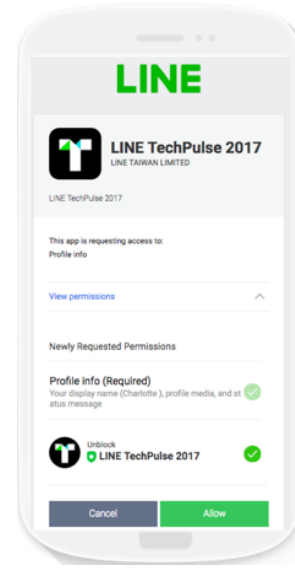 LINE
LINE TechPulse 2017
LINE TAIWAN LIMITED
LINE TechPulse 2017
This app is requesting access to:
Profile info
View permissions
Newly Requested Permissions
Profile info (Required)
Your display name (Charlotte ), profile media, and st
atus message
Unblock
LINE TechPulse 2017
Cancel
Allow